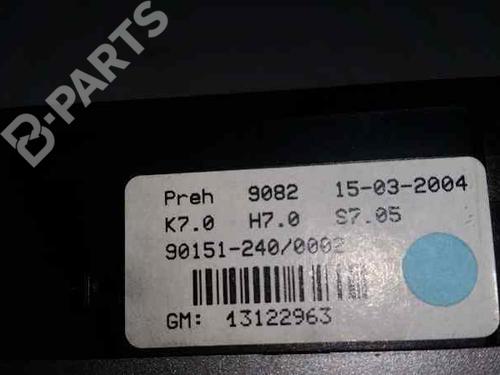 B-PARTS
Preh 9082 15-03-2004
K7.0 H7.0 S7.05
90151-240/0002
GM: 13122963